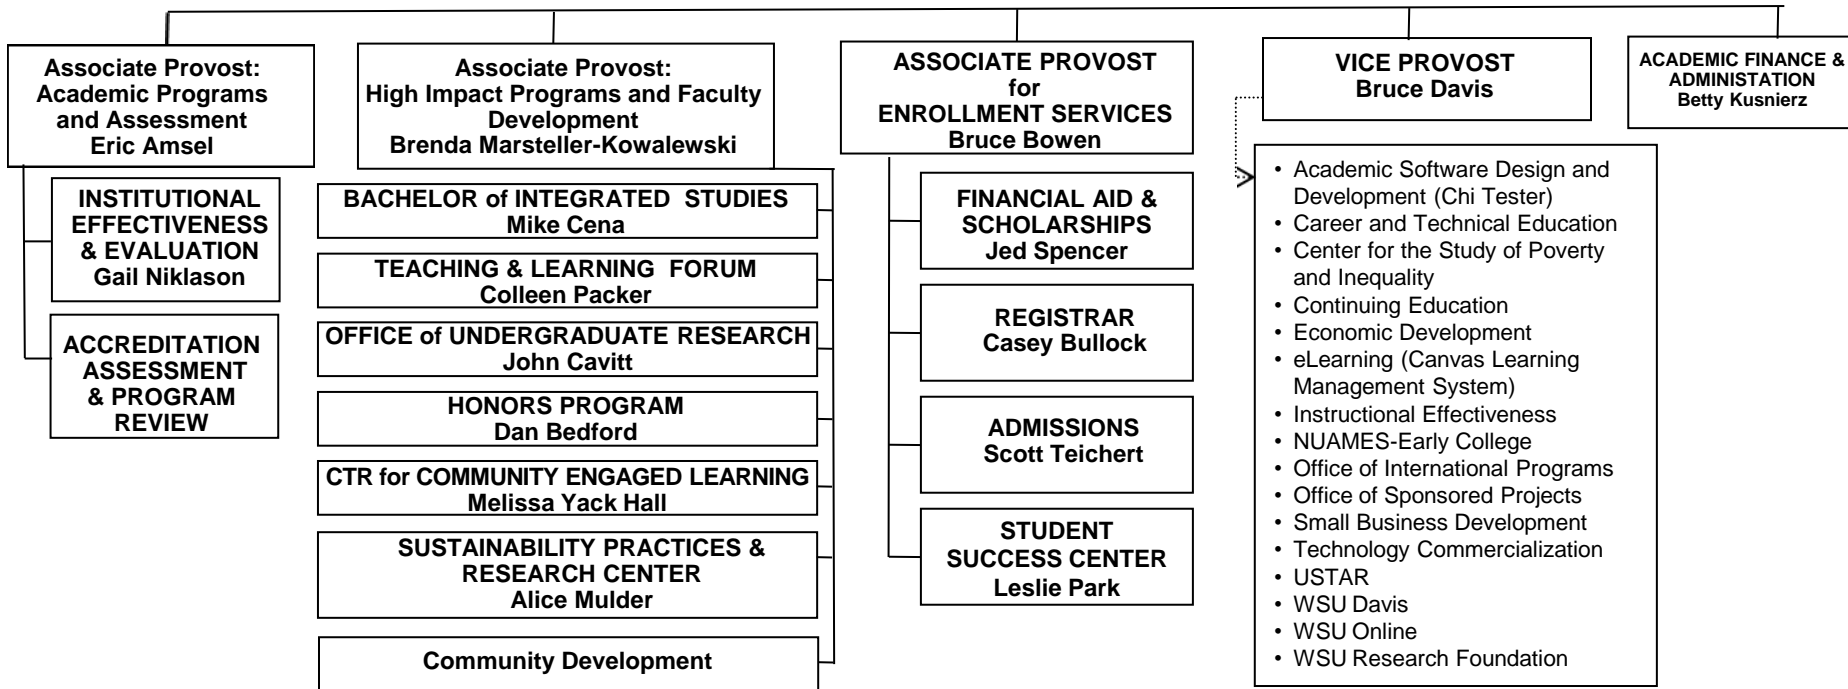 Associate Provost:
Academic Programs
and Assessment
Eric Amsel
INSTITUTIONAL
EFFECTIVENESS
& EVALUATION
Gail Niklason
ACCREDITATION
ASSESSMENT
& PROGRAM
REVIEW
Associate Provost:
High Impact Programs and Faculty
Development
Brenda Marsteller-Kowalewski
BACHELOR of INTEGRATED STUDIES
Mike Cena
TEACHING & LEARNING FORUM
Colleen Packer
OFFICE of UNDERGRADUATE RESEARCH
John Cavitt
HONORS PROGRAM
Dan Bedford
CTR for COMMUNITY ENGAGED LEARNING
Melissa Yack Hall
SUSTAINABILITY PRACTICES &
RESEARCH CENTER
Alice Mulder
Community Development
ASSOCIATE PROVOST
for
ENROLLMENT SERVICES
Bruce Bowen
FINANCIAL AID &
SCHOLARSHIPS
Jed Spencer
REGISTRAR
Casey Bullock
ADMISSIONS
Scott Teichert
STUDENT
SUCCESS CENTER
Leslie Park
VICE PROVOST
Bruce Davis
• Academic Software Design and
Development (Chi Tester)
• Career and Technical Education
• Center for the Study of Poverty
and Inequality
• Continuing Education
• Economic Development
• eLearning (Canvas Learning
Management System)
• Instructional Effectiveness
• NUAMES-Early College
• Office of International Programs
• Office of Sponsored Projects
• Small Business Development
• Technology Commercialization
• USTAR
• WSU Davis
• WSU Online
• WSU Research Foundation
ACADEMIC FINANCE &
ADMINISTATION
Betty Kusnierz